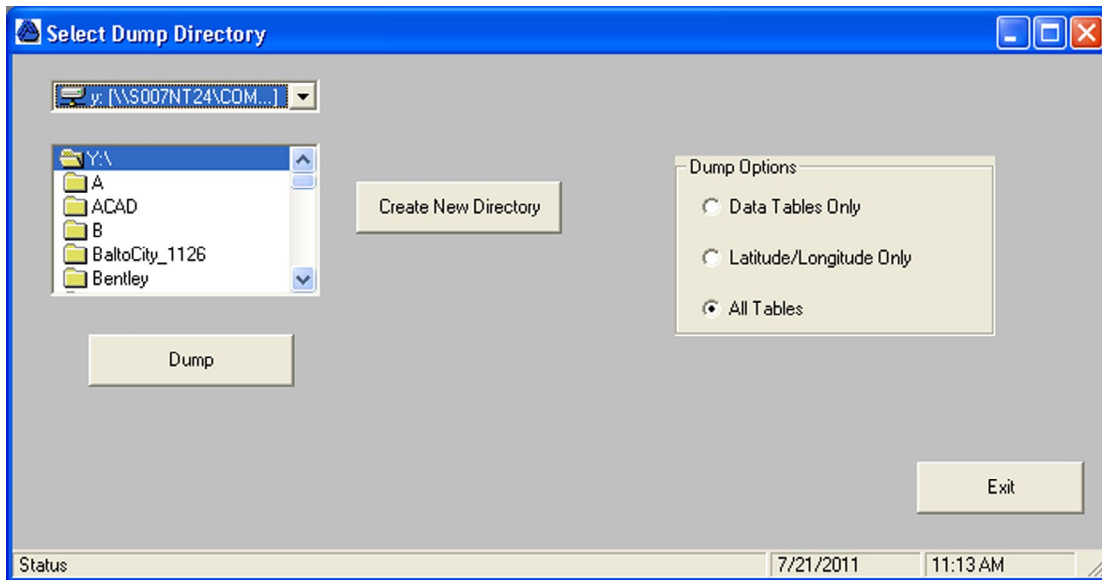 Select Dump Directory
y: [\\S007NT24\COM...]
Y:\
A
ACAD
B
BaltoCity_1126
Bentley
Create New Directory
Dump Options
Data Tables Only
Latitude/Longitude Only
All Tables
Dump
Exit
Status
7/21/2011
11:13 AM